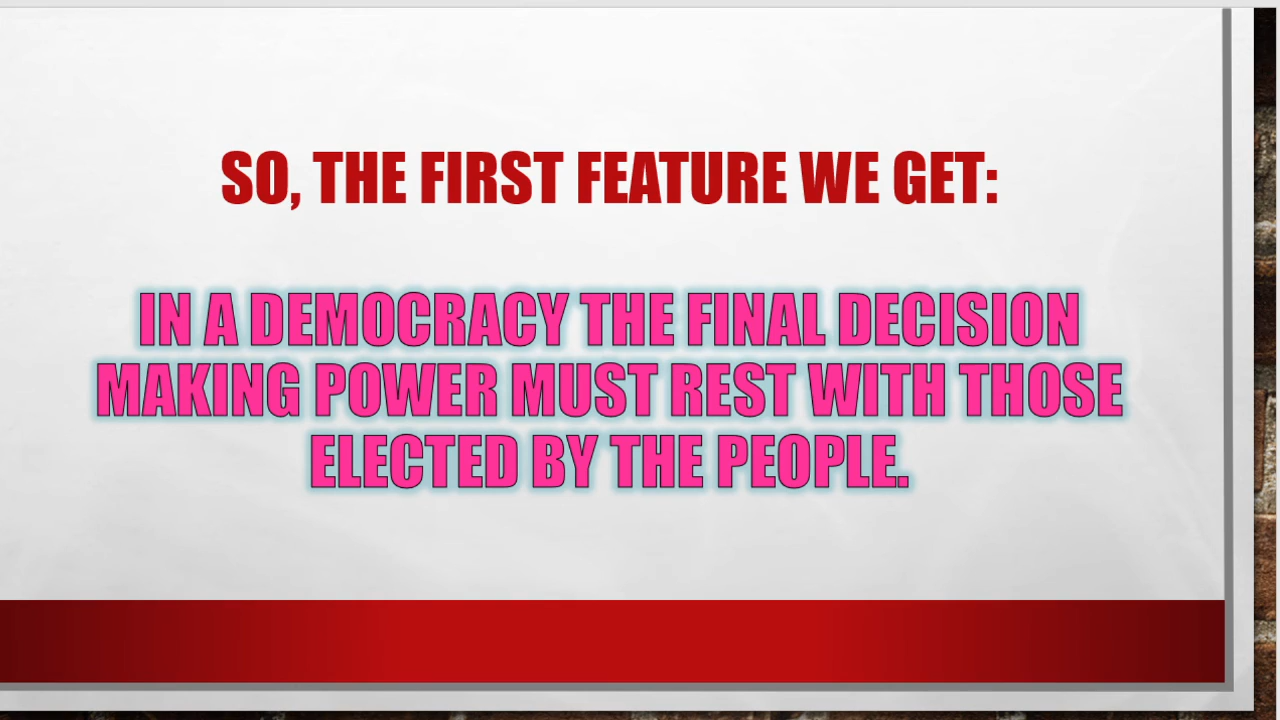 SO, THE FIRST FEATURE WE GET:
IN A DEMOCRACY THE FINAL DECISION
MAKING POWER MUST REST WITH THOSE
ELECTED BY THE PEOPLE.